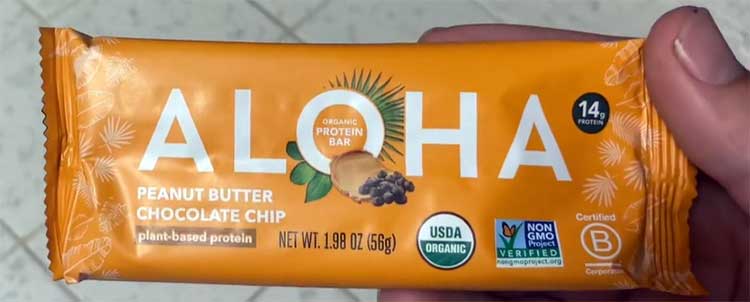 ALOHA
ORGANIC
PROTEIN
BAR
14g
PROTEIN
PEANUT BUTTER
CHOCOLATE CHIP
plant-based protein
NET WT. 1.98 OZ (56g)
USDA
ORGANIC
NON
GMO
Project
VERIFIED
nongmoproject.org
Certified
B
Corporation